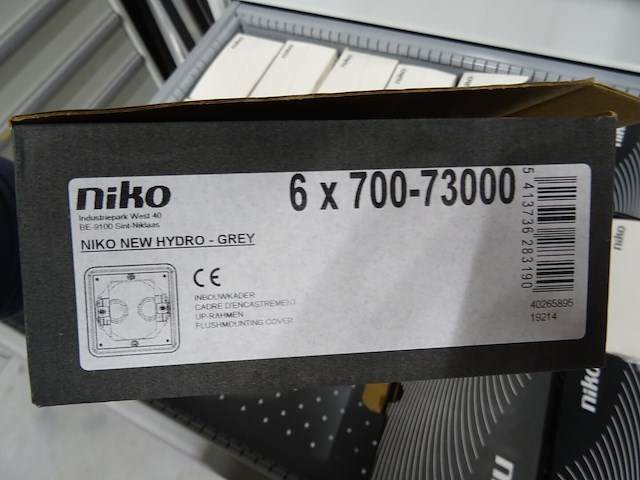 niko
6 x 700-73000
Industriepark West 40
BE-9100 Sint-Niklaas
NIKO NEW HYDRO - GREY
CE
INBOUWKADER
CADRE D'ENCASTREMENT
UP-RAHMEN
FLUSHMOUNTING COVER
5 413736 283190
40265895
19214
niko